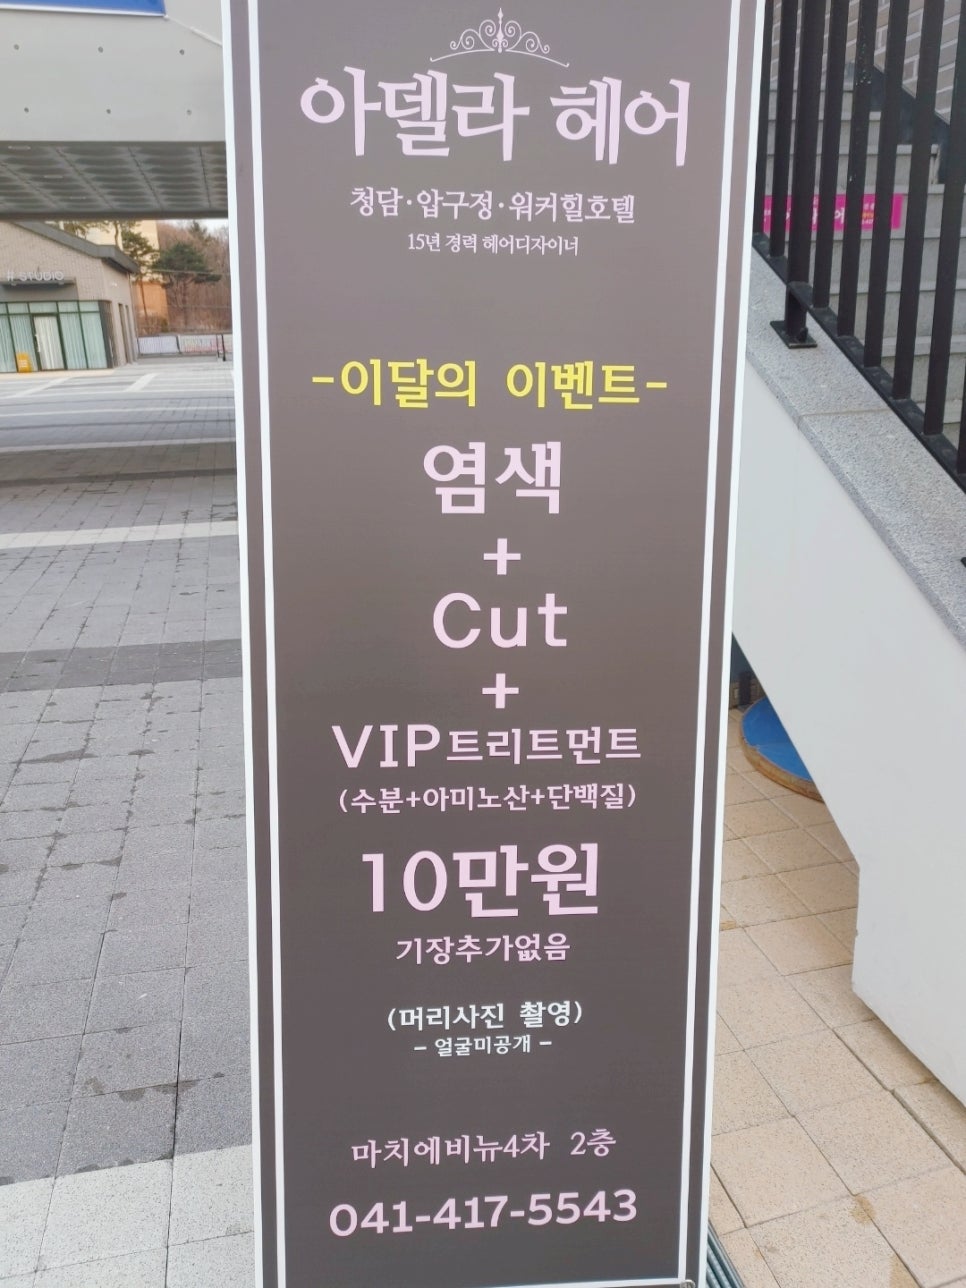 아델라 헤어
청담·압구정·워커힐호텔
15년 경력 헤어디자이너
-이달의 이벤트-
염색
+
Cut
+
VIP트리트먼트
(수분+아미노산+단백질)
10만원
기장추가없음
(머리사진 촬영)
- 얼굴미공개 -
마치에비뉴4차 2층
041-417-5543